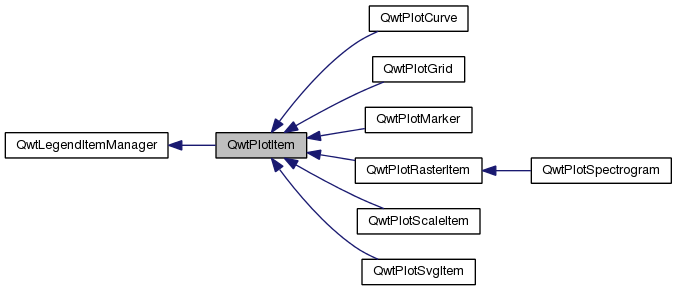 QwtPlotCurve
QwtPlotGrid
QwtPlotMarker
QwtLegendItemManager
QwtPlotItem
QwtPlotRasterItem
QwtPlotSpectrogram
QwtPlotScaleItem
QwtPlotSvgItem